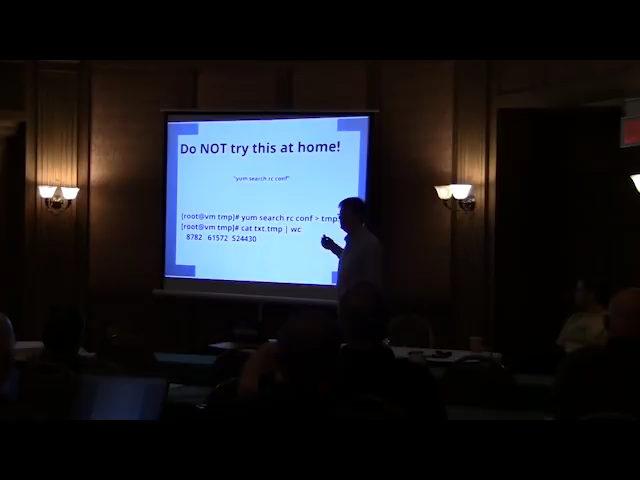 Do NOT try this at home!
"yum search rc conf"
[root@vm.tmp]# yum search rc conf > tmp
[root@vm.tmp]# cat txt.tmp | wc
8782 61572 524430